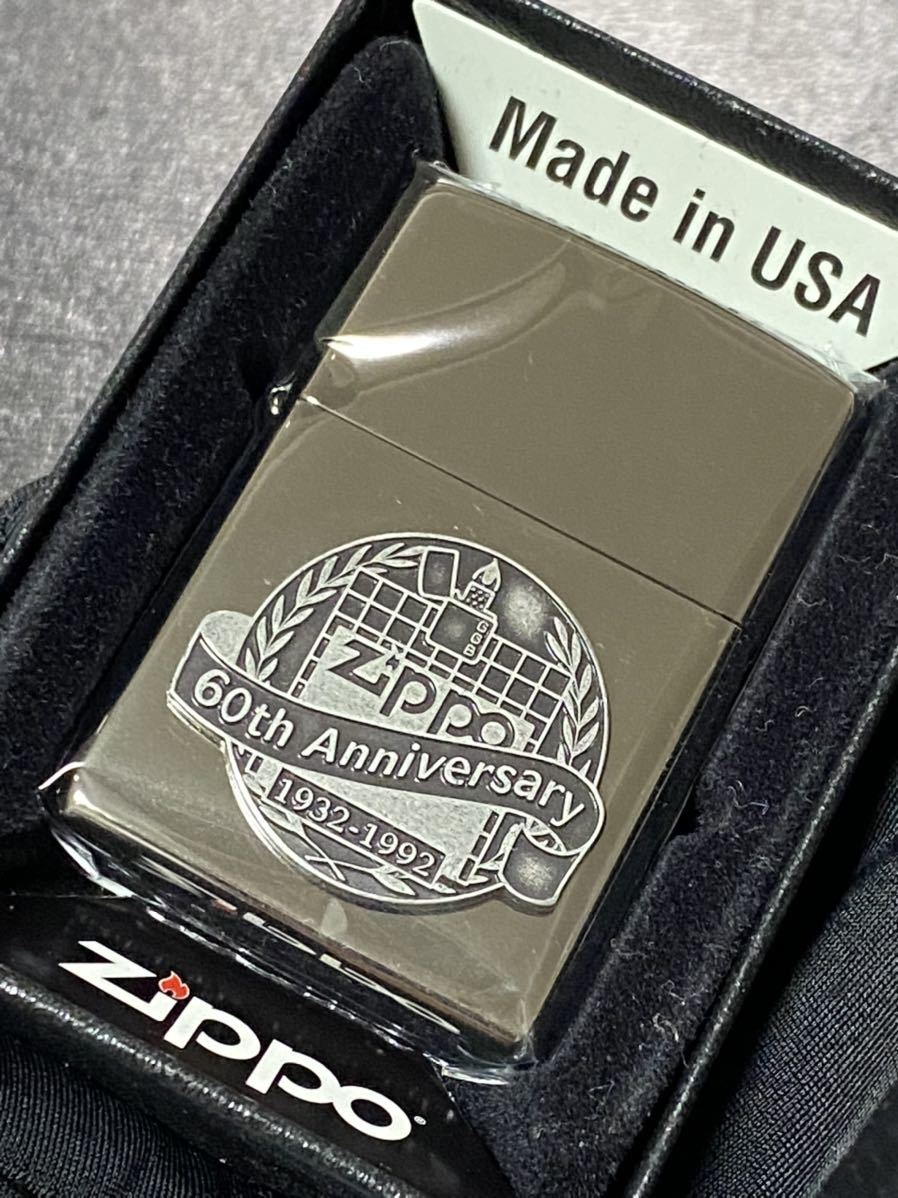 Made in USA
GGB
Zippo
60th Anniversary
1932-1992
zippo